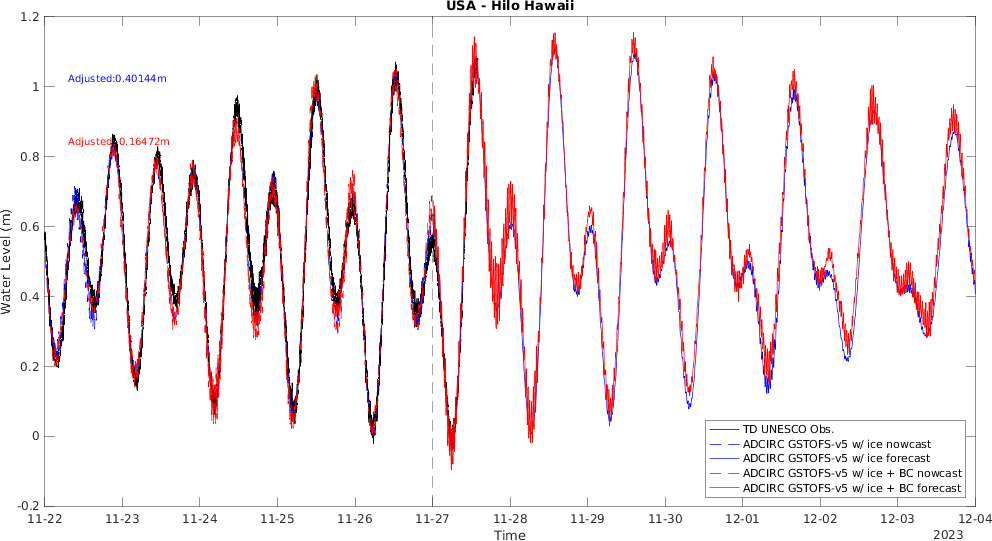 USA - Hilo Hawaii
1.2
1
0.8
0.6
0.4
0.2
0
-0.2
Water Level (m)
Adjusted:0.40144m
Adjusted: 0.16472m
TD UNESCO Obs.
ADCIRC GSTOFS-v5 w/ ice nowcast
ADCIRC GSTOFS-v5 w/ ice forecast
ADCIRC GSTOFS-v5 w/ ice + BC nowcast
ADCIRC GSTOFS-v5 w/ ice + BC forecast
11-22 11-23 11-24 11-25 11-26 11-27 11-28 11-29 11-30 12-01 12-02 12-03 12-04
Time
2023